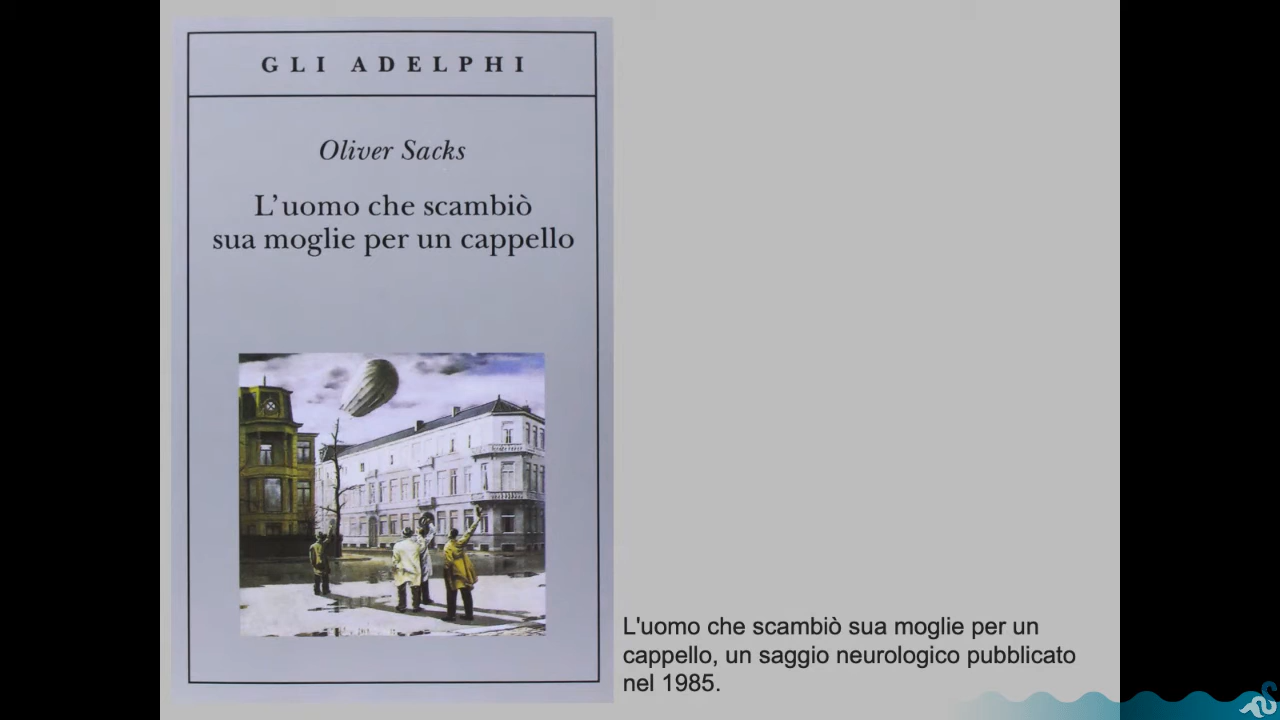 GLI ADELPHI
Oliver Sacks
L'uomo che scambiò
sua moglie per un cappello
L'uomo che scambiò sua moglie per un
cappello, un saggio neurologico pubblicato
nel 1985.